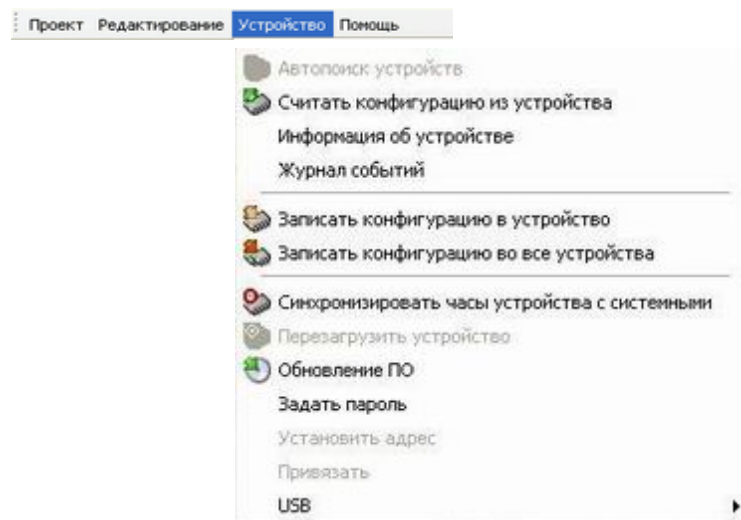 Проект Редактирование Устройство Помощь
Автопоиск устройств
Считать конфигурацию из устройства
Информация об устройстве
Журнал событий
Записать конфигурацию в устройство
Записать конфигурацию во все устройства
Синхронизировать часы устройства с системными
Перезагрузить устройство
Обновление ПО
Задать пароль
Установить адрес
Привязать
USB